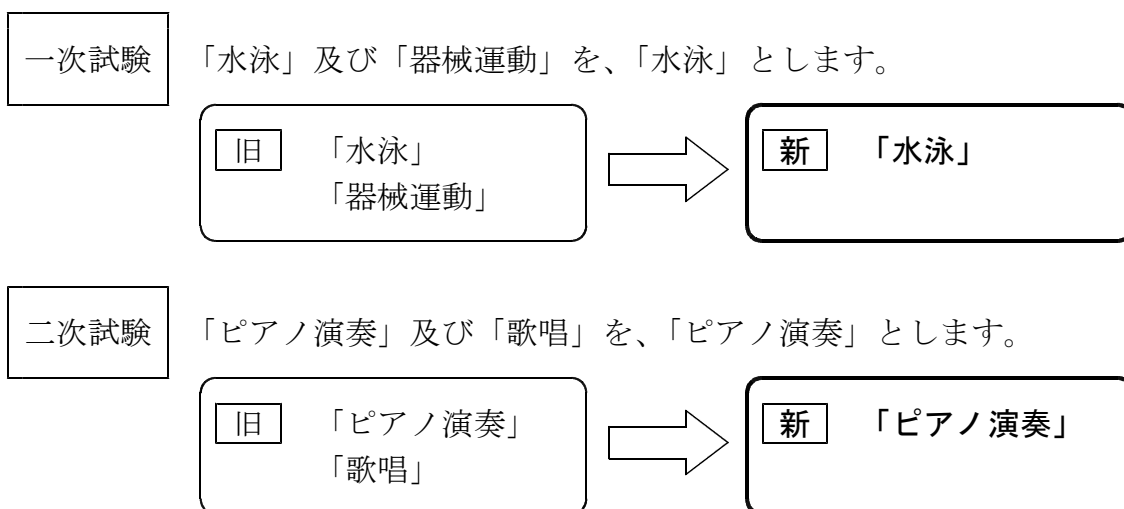 一次試験 「水泳」及び「器械運動」を、「水泳」とします。
旧 「水泳」 新 「水泳」
「器械運動」
二次試験 「ピアノ演奏」及び「歌唱」を、「ピアノ演奏」とします。
旧 「ピアノ演奏」 新 「ピアノ演奏」
「歌唱」